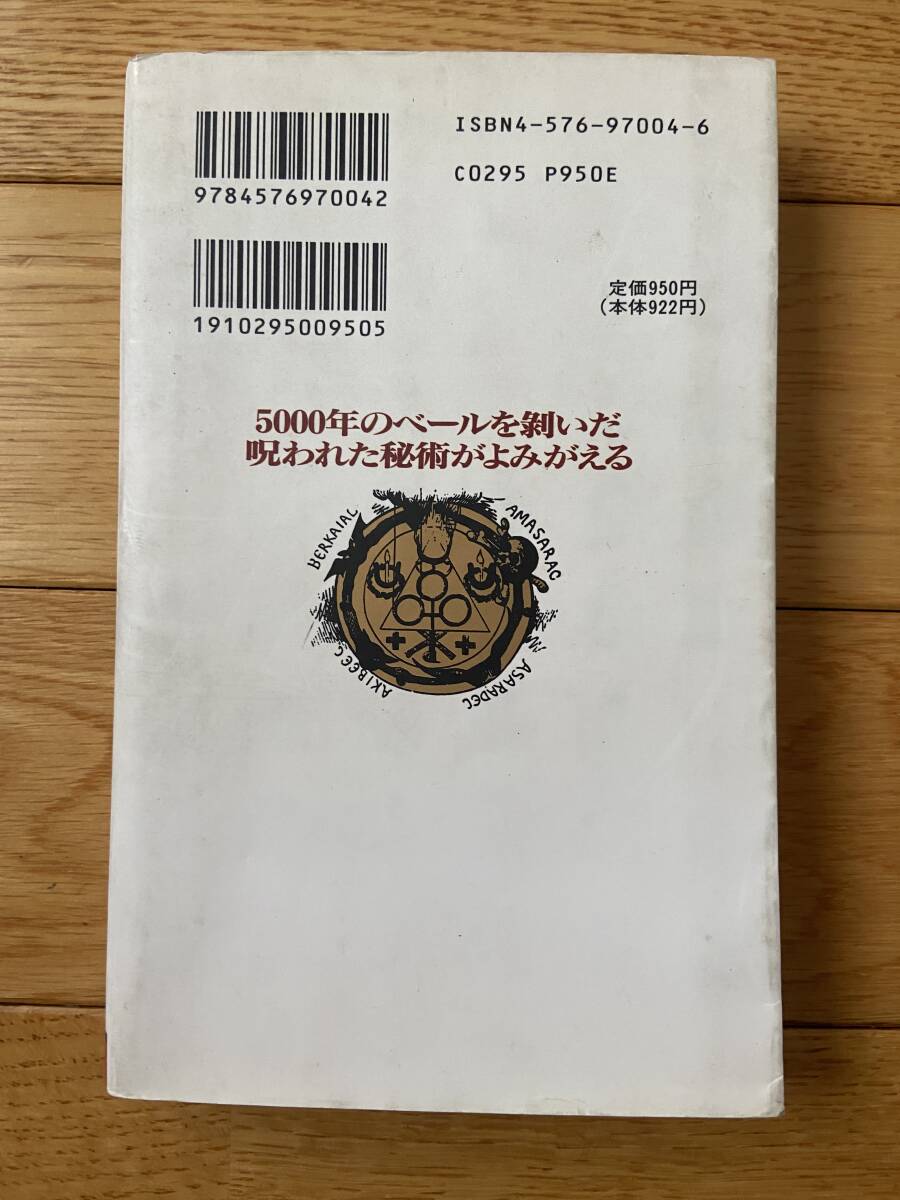 ISBN4-576-97004-6
C0295 P950E
9784576970042
1910295009505
定価950円
(本体922円)
5000年のベールを剝いだ
呪われた秘術がよみがえる
BERKAIAL
AMASARAC
AKIBEEC
ASARADEC